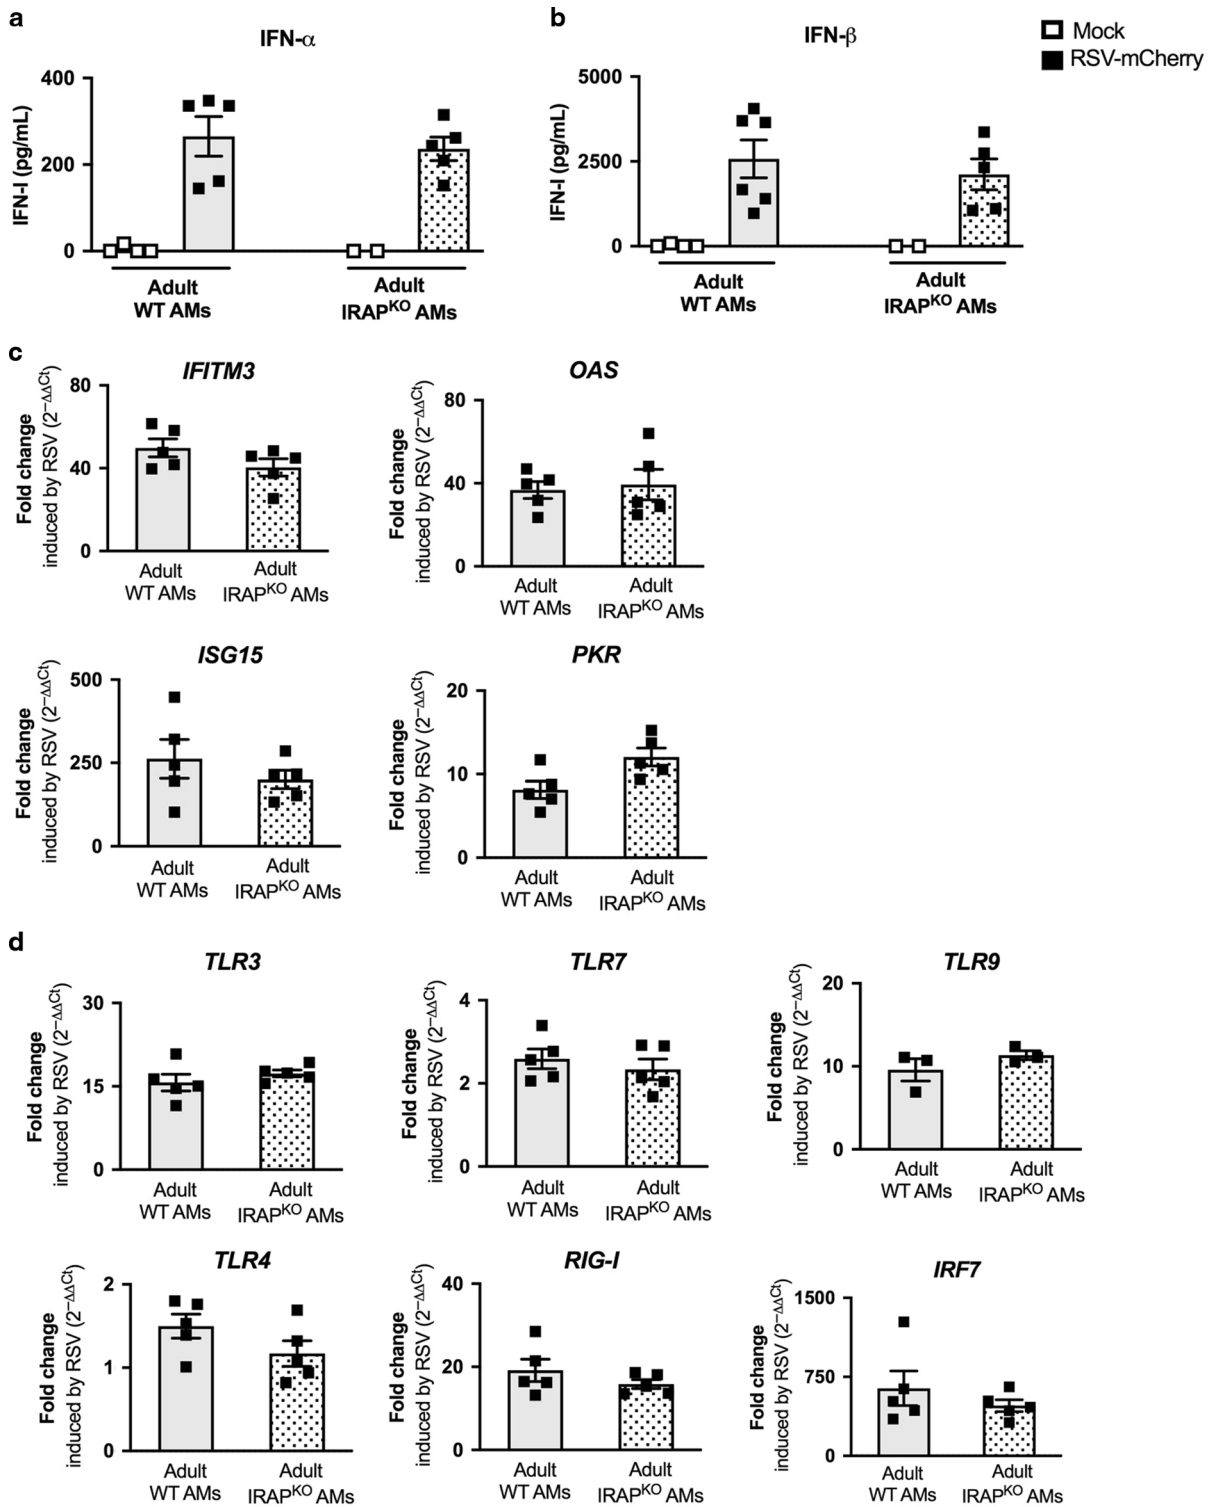 a
IFN-α
IFN-I (pg/mL)
400
200
0
Adult
WT AMs
Adult
IRAPKO AMs
b
IFN-β
IFN-I (pg/mL)
5000
2500
0
Adult
WT AMs
Adult
IRAPKO AMs
Mock
RSV-mCherry
c
IFITM3
Fold change
induced by RSV (2−ΔΔCt)
80
40
0
Adult
WT AMs
Adult
IRAPKO AMs
OAS
Fold change
induced by RSV (2−ΔΔCt)
80
40
0
Adult
WT AMs
Adult
IRAPKO AMs
ISG15
Fold change
induced by RSV (2−ΔΔCt)
500
250
0
Adult
WT AMs
Adult
IRAPKO AMs
PKR
Fold change
induced by RSV (2−ΔΔCt)
20
10
0
Adult
WT AMs
Adult
IRAPKO AMs
d
TLR3
Fold change
induced by RSV (2−ΔΔCt)
30
15
0
Adult
WT AMs
Adult
IRAPKO AMs
TLR7
Fold change
induced by RSV (2−ΔΔCt)
4
2
0
Adult
WT AMs
Adult
IRAPKO AMs
TLR9
Fold change
induced by RSV (2−ΔΔCt)
20
10
0
Adult
WT AMs
Adult
IRAPKO AMs
TLR4
Fold change
induced by RSV (2−ΔΔCt)
2
1
0
Adult
WT AMs
Adult
IRAPKO AMs
RIG-I
Fold change
induced by RSV (2−ΔΔCt)
40
20
0
Adult
WT AMs
Adult
IRAPKO AMs
IRF7
Fold change
induced by RSV (2−ΔΔCt)
1500
750
0
Adult
WT AMs
Adult
IRAPKO AMs